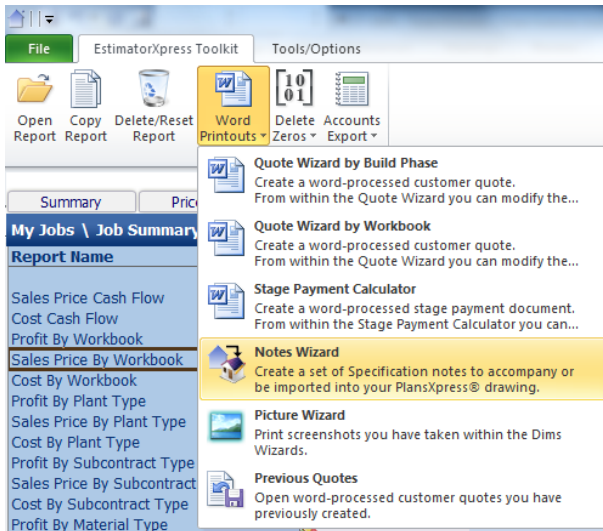 File EstimatorXpress Toolkit Tools/Options
Open Copy Delete/Reset Word Delete Accounts
Report Report Report Printouts Zeros Export
Summary
My Jobs \ Job Summary
Report Name
Sales Price Cash Flow
Cost Cash Flow
Profit By Workbook
Sales Price By Workbook
Cost By Workbook
Profit By Plant Type
Sales Price By Plant Type
Cost By Plant Type
Profit By Subcontract Type
Sales Price By Subcontract
Cost By Subcontract Type
Profit By Material Type
Quote Wizard by Build Phase
Create a word-processed customer quote.
From within the Quote Wizard you can modify the...
Quote Wizard by Workbook
Create a word-processed customer quote.
From within the Quote Wizard you can modify the...
Stage Payment Calculator
Create a word-processed stage payment document.
From within the Stage Payment Calculator you can...
Notes Wizard
Create a set of Specification notes to accompany or
be imported into your PlansXpress® drawing.
Picture Wizard
Print screenshots you have taken within the Dims
Wizards.
Previous Quotes
Open word-processed customer quotes you have
previously created.